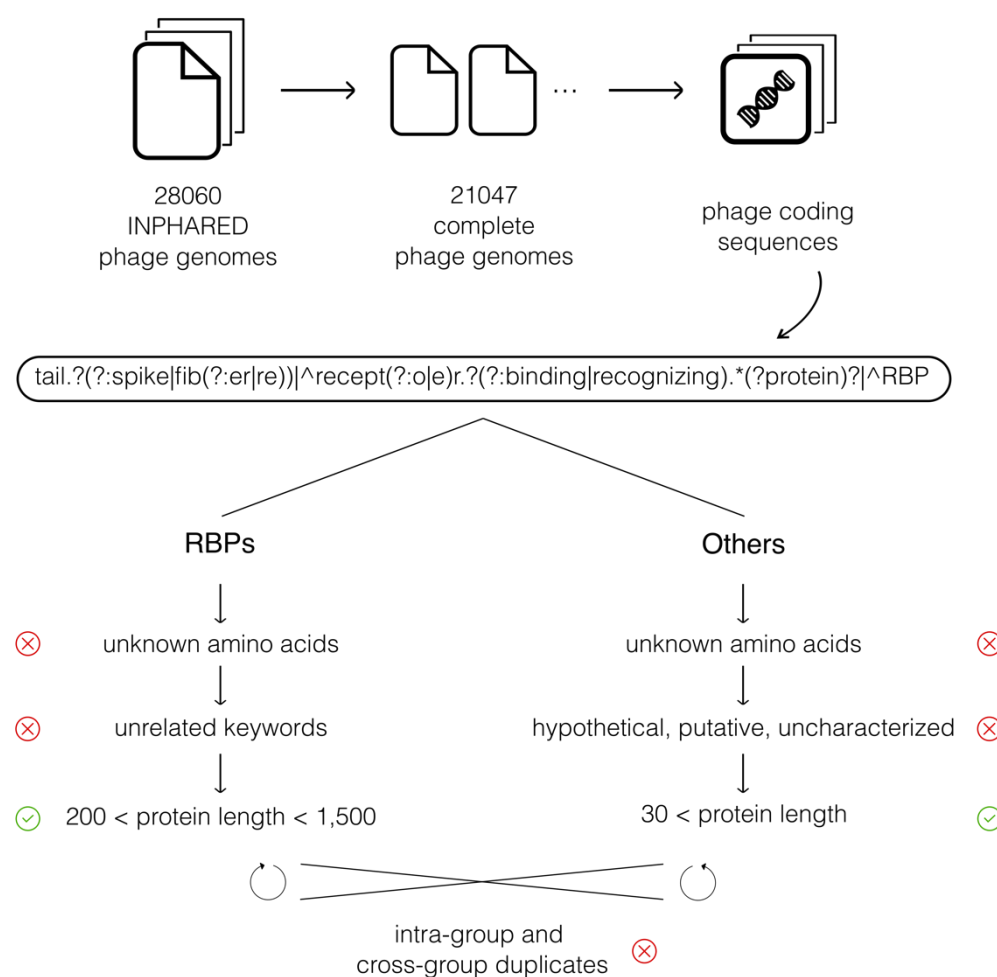 28060
INPHARED
phage genomes
21047
complete
phage genomes
...
phage coding
sequences
tail.?(?:spike|fib(?:er|re))|^recept(?:o|e)r.?(?:binding|recognizing).*(?protein)?|^RBP
RBPs
Others
unknown amino acids
unknown amino acids
unrelated keywords
hypothetical, putative, uncharacterized
200 < protein length < 1,500
30 < protein length
intra-group and
cross-group duplicates